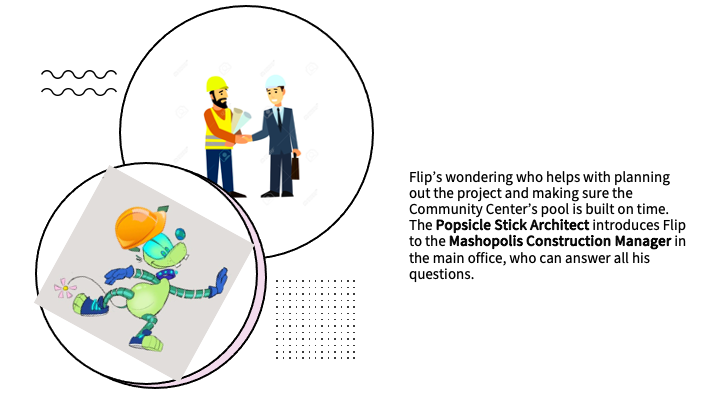 Flip’s wondering who helps with planning
out the project and making sure the
Community Center’s pool is built on time.
The Popsicle Stick Architect introduces Flip
to the Mashopolis Construction Manager in
the main office, who can answer all his
questions.